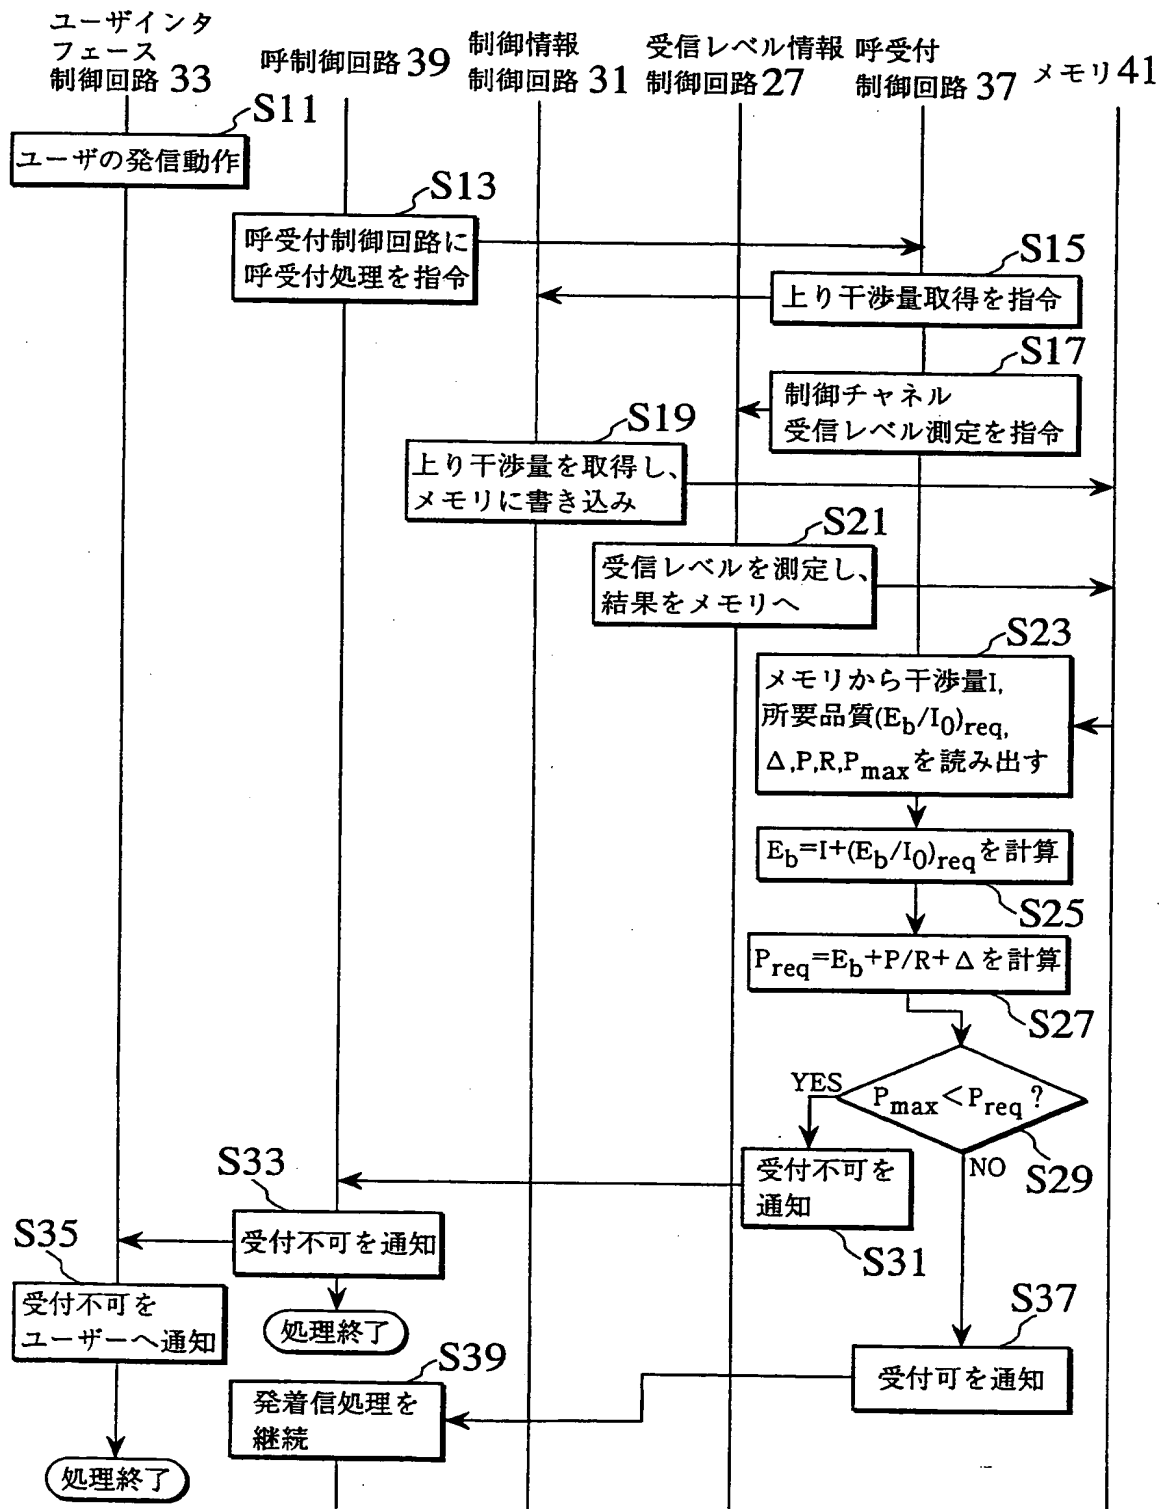 ユーザインタ
フェース
制御回路 33
呼制御回路 39
制御情報
制御回路 31
受信レベル情報
制御回路 27
呼受付
制御回路 37
メモリ 41
S11
ユーザの発信動作
S13
呼受付制御回路に
呼受付処理を指令
S15
上り干渉量取得を指令
S17
制御チャネル
受信レベル測定を指令
S19
上り干渉量を取得し、
メモリに書き込み
S21
受信レベルを測定し、
結果をメモリへ
S23
メモリから干渉量I,
所要品質(Eb/I0)req,
Δ,P,R,Pmaxを読み出す
Eb=I+(Eb/I0)reqを計算
S25
Preq=Eb+P/R+Δを計算
S27
YES
Pmax<Preq?
NO
S29
受付不可を
通知
S31
S33
受付不可を通知
処理終了
S35
受付不可を
ユーザーへ通知
処理終了
S37
受付可を通知
S39
発着信処理を
継続